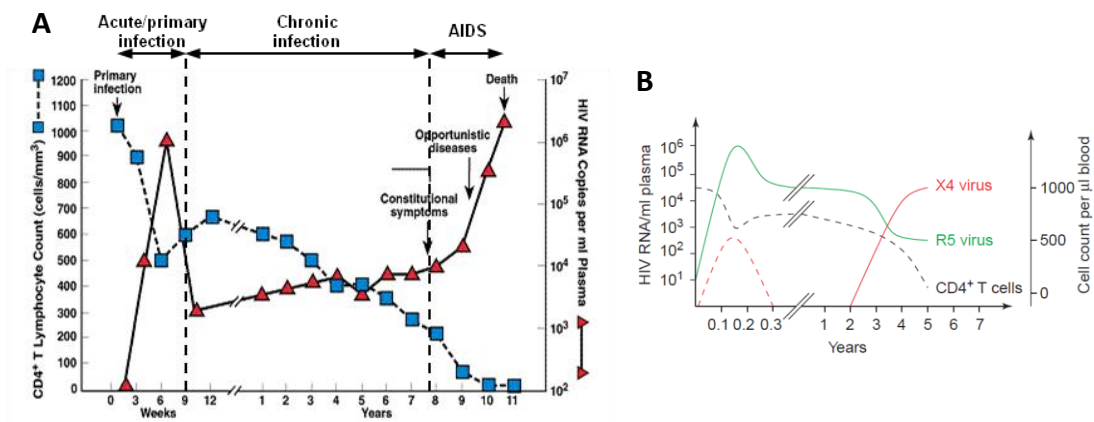 A
Acute/primary
infection
Chronic
infection
AIDS
Primary
infection
Death
Opportunistic
diseases
Constitutional
symptoms
CD4⁺ T Lymphocyte Count (cells/mm³)
1200
1100
1000
900
800
700
600
500
400
300
200
100
0
HIV RNA Copies per ml Plasma
10⁷
10⁶
10⁵
10⁴
10³
10²
0 3 6 9 12
Weeks
1 2 3 4 5 6 7 8 9 10 11
Years
B
HIV RNA/ml plasma
10⁶
10⁵
10⁴
10³
10²
10¹
X4 virus
R5 virus
CD4⁺ T cells
1000
500
0
Cell count per µl blood
0.1 0.2 0.3 1 2 3 4 5 6 7
Years